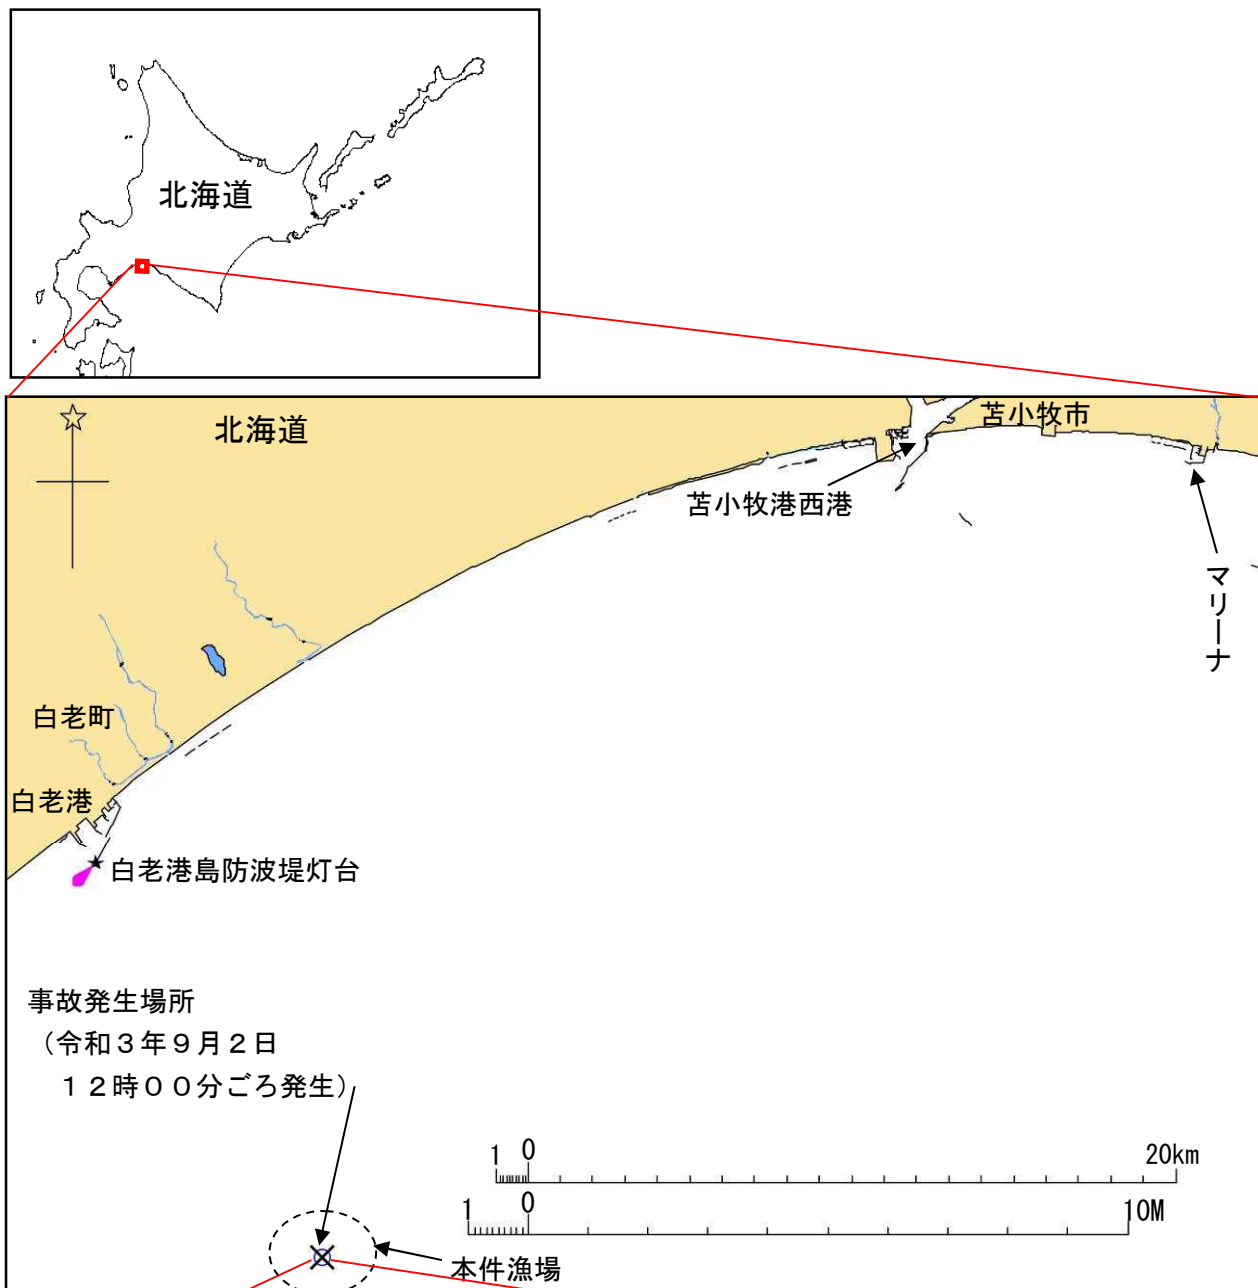 北海道
北海道
苫小牧市
苫小牧港西港
マリーナ
白老町
白老港
白老港島防波堤灯台
事故発生場所
（令和３年９月２日
１２時００分ごろ発生）
1 0 20km
1 0 10M
本件漁場